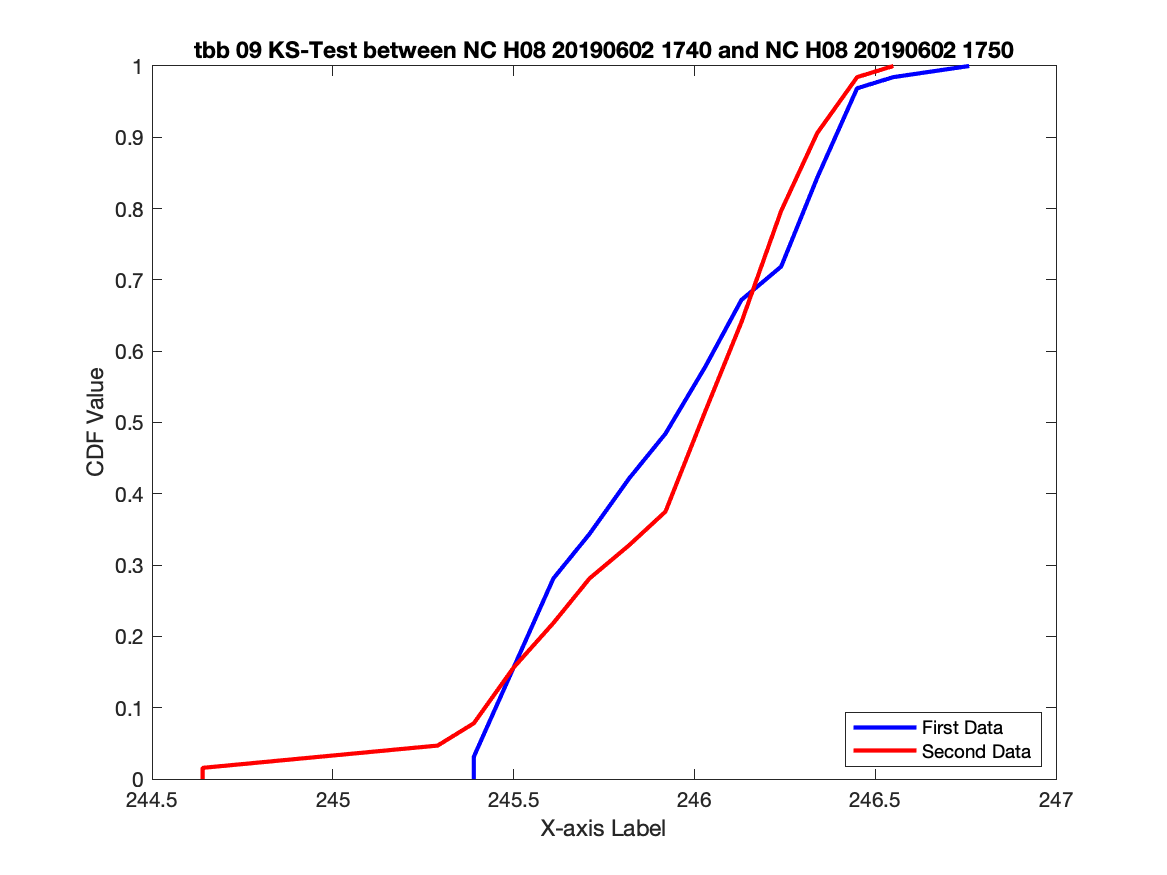 tbb 09 KS-Test between NC H08 20190602 1740 and NC H08 20190602 1750
1
0.9
0.8
0.7
0.6
0.5
0.4
0.3
0.2
0.1
0
CDF Value
First Data
Second Data
244.5 245 245.5 246 246.5 247
X-axis Label